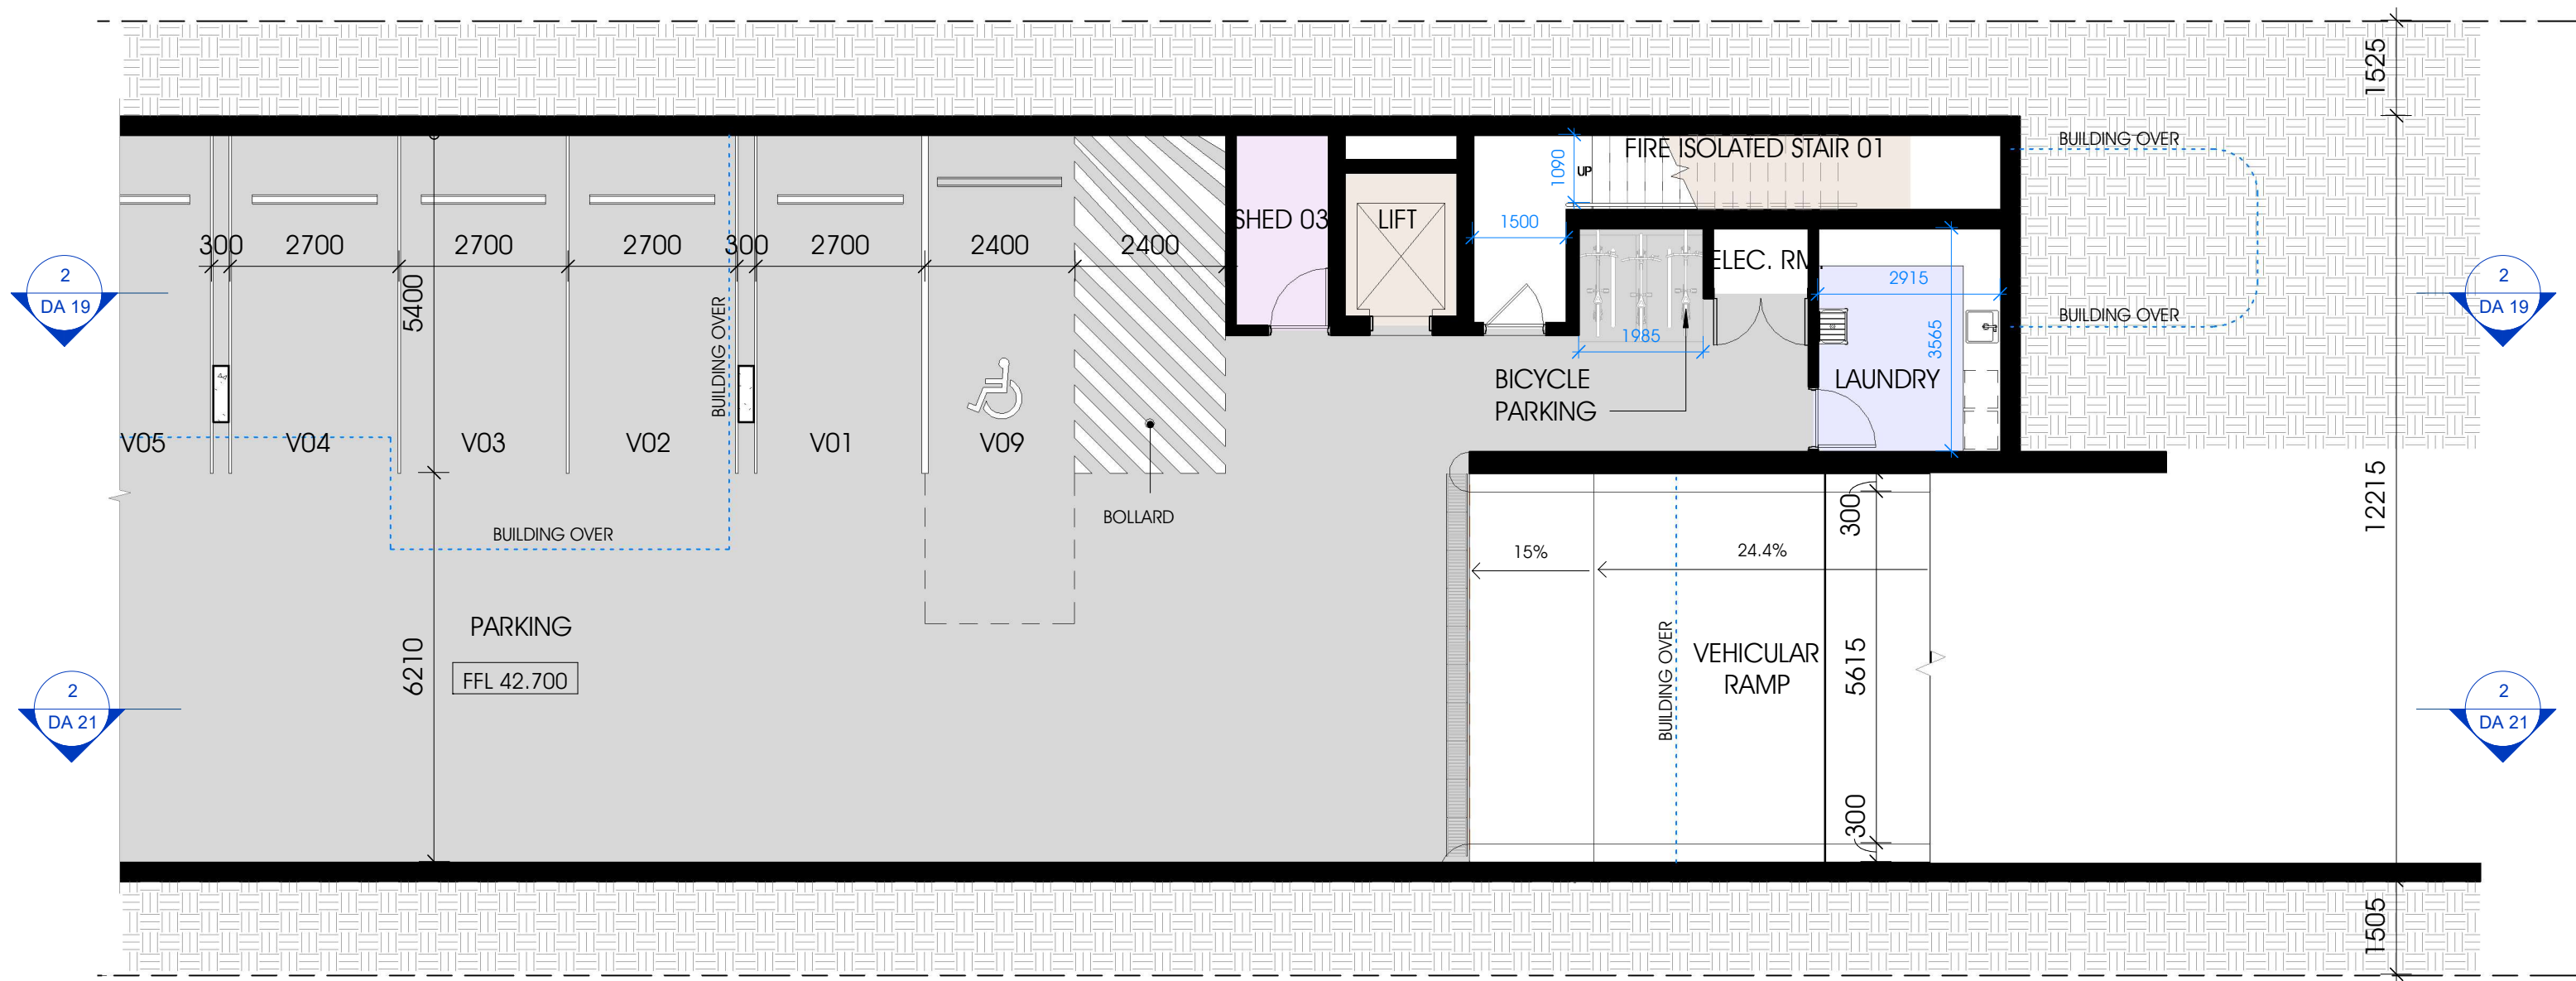 1525
BUILDING OVER
FIRE ISOLATED STAIR 01
1090
UP
SHED 03
LIFT
1500
300
2700
2700
2700
300
2700
2400
2400
ELEC. RM.
2915
2
DA 19
2
DA 19
5400
BUILDING OVER
BUILDING OVER
1985
3565
BICYCLE
PARKING
LAUNDRY
V05
V04
V03
V02
V01
V09
12215
BOLLARD
BUILDING OVER
300
15%
24.4%
PARKING
FFL 42.700
6210
BUILDING OVER
VEHICULAR
RAMP
5615
2
DA 21
2
DA 21
300
1505